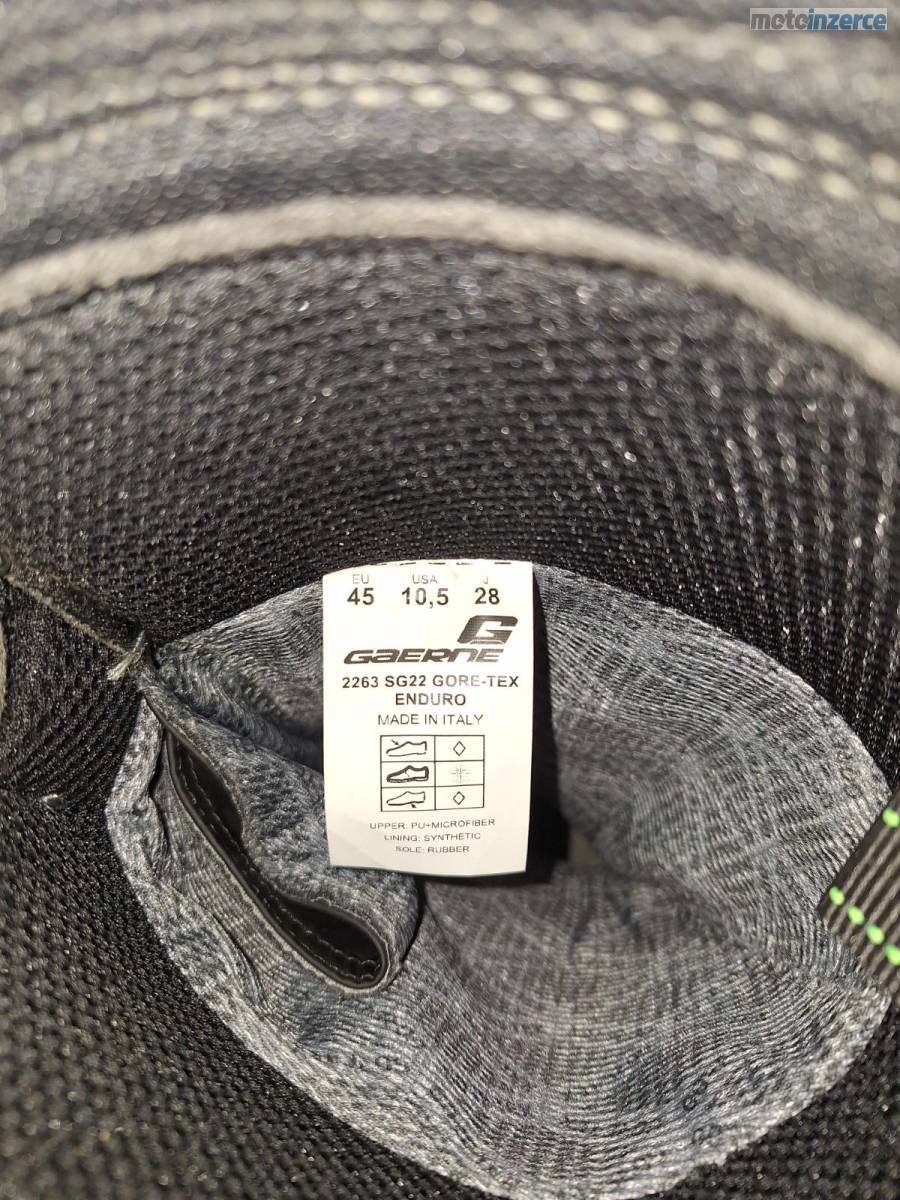 motoinzerce
EU USA J
45 10,5 28
G
GAERNE
2263 SG22 GORE-TEX
ENDURO
MADE IN ITALY
UPPER: PU+MICROFIBER
LINING: SYNTHETIC
SOLE: RUBBER